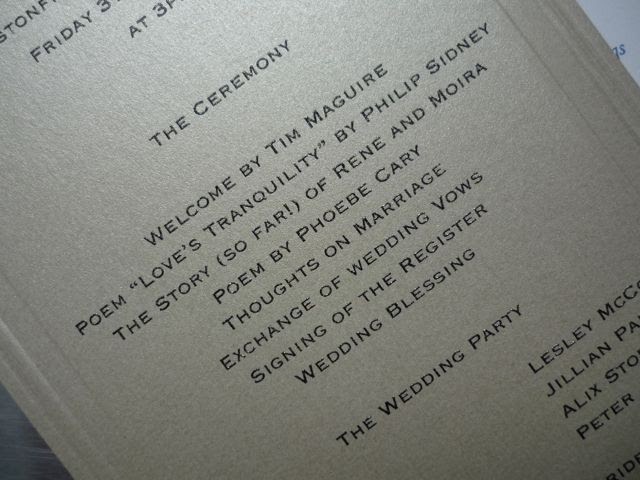 Friday 3
at 3
The Ceremony
Welcome by Tim Maguire
Poem "Love's Tranquility" by Philip Sidney
The Story (so far!) of Rene and Moira
Poem by Phoebe Cary
Thoughts on Marriage
Exchange of Wedding Vows
Signing of the Register
Wedding Blessing
The Wedding Party
Lesley
Jillian
Alix
Peter